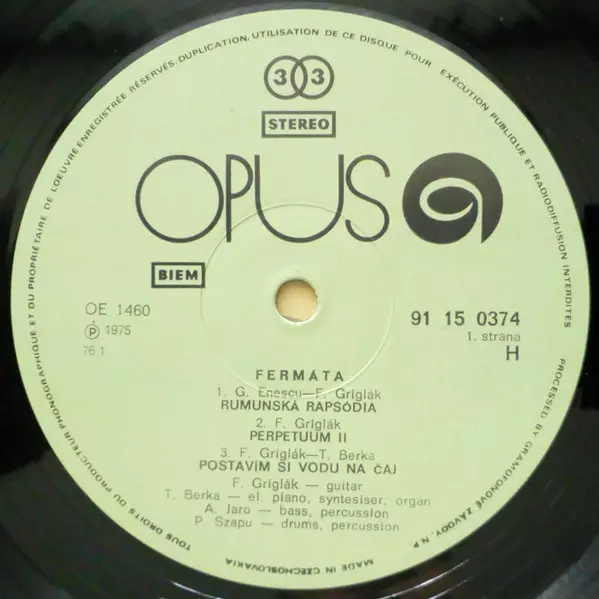 TOUS DROITS DU PRODUCTEUR PHONOGRAPHIQUE ET DU PROPRIÉTAIRE DE L'OEUVRE ENREGISTRÉE RÉSERVÉS. DUPLICATION, UTILISATION DE CE DISQUE POUR EXÉCUTION PUBLIQUE ET RADIODIFFUSION INTERDITES
33
STEREO
OPUS
BIEM
OE 1460
Ⓟ 1975
76 1
91 15 0374
1. strana
H
FERMÁTA
1. G. Enescu—F. Griglák
RUMUNSKÁ RAPSÓDIA
2. F. Griglák
PERPETUUM II
3. F. Griglák—T. Berka
POSTAVÍM SI VODU NA ČAJ
F. Griglák — guitar
T. Berka — el. piano, syntesiser, organ
A. Jaro — bass, percussion
P. Szapu — drums, percussion
MADE IN CZECHOSLOVAKIA
PROCESSED BY GRAMOFONOVÉ ZÁVODY, N.P.